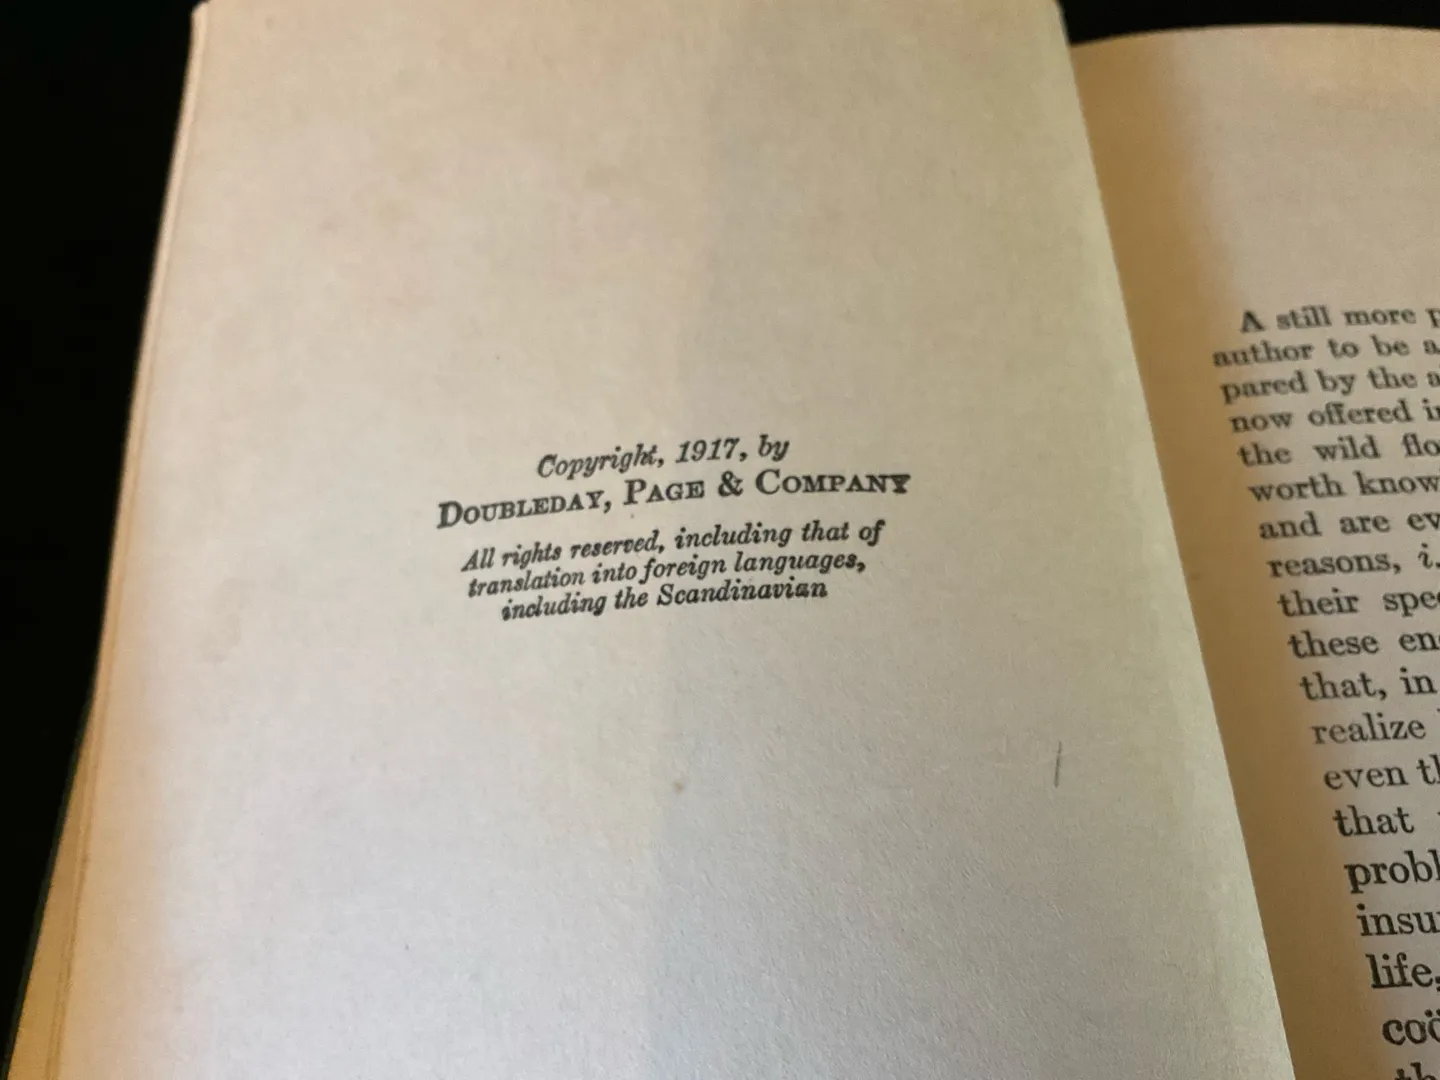 Copyright, 1917, by
DOUBLEDAY, PAGE & COMPANY
All rights reserved, including that of
translation into foreign languages,
including the Scandinavian
A still more
author to be
pared by the
now offered
the wild
worth
and are
reasons, i.
their
these
that, in
realize
even
that
life,